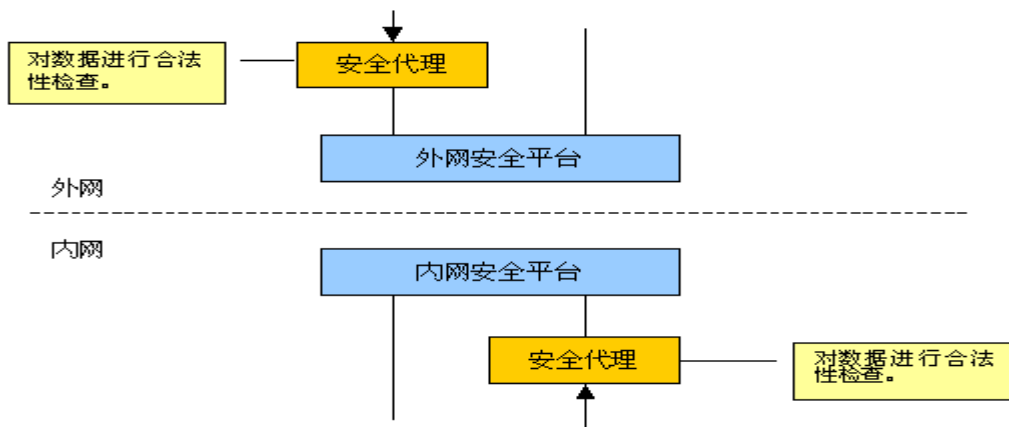 对数据进行合法
性检查。
安全代理
外网安全平台
外网
内网
内网安全平台
安全代理
对数据进行合法
性检查。